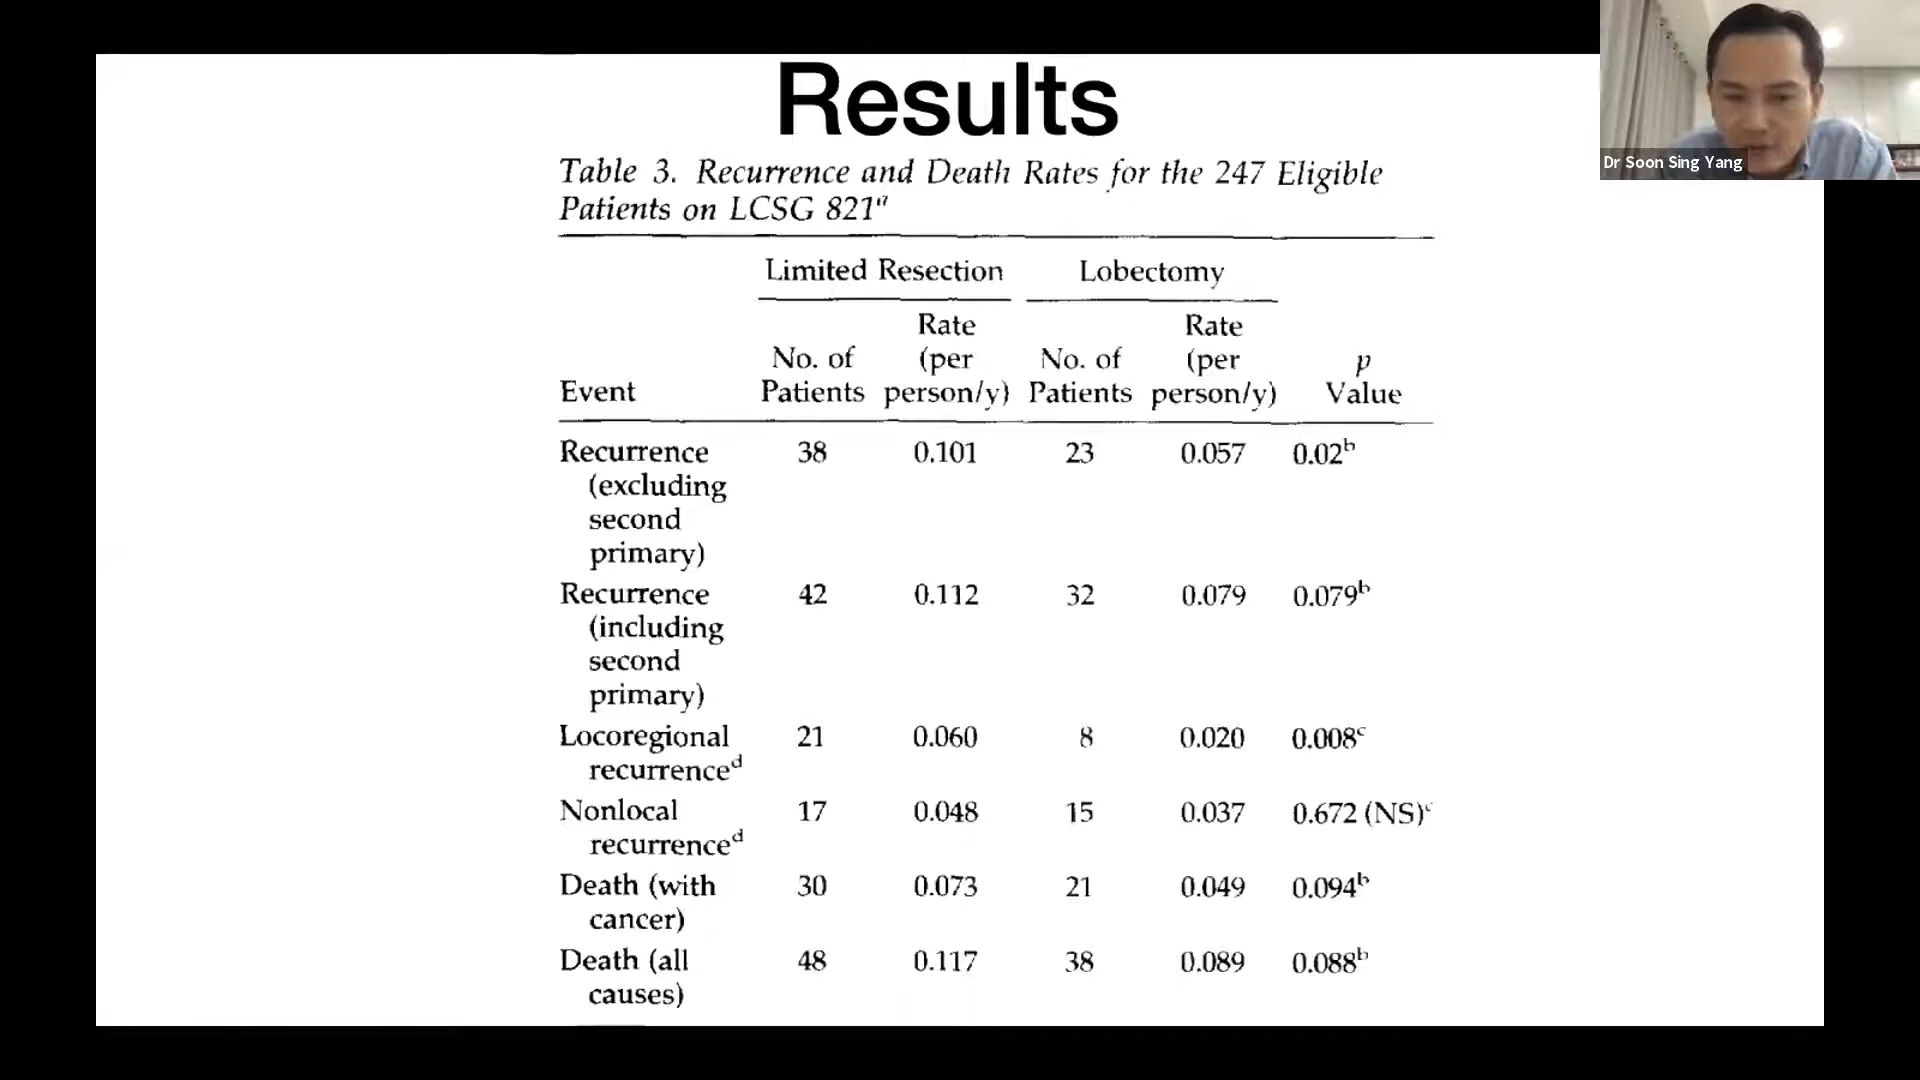 Results
Dr Soon Sing Yang
Table 3. Recurrence and Death Rates for the 247 Eligible
Patients on LCSG 821ᵃ
Limited Resection Lobectomy
Rate Rate
No. of (per No. of (per p
Event Patients person/y) Patients person/y) Value
Recurrence 38 0.101 23 0.057 0.02ᵇ
(excluding
second
primary)
Recurrence 42 0.112 32 0.079 0.079ᵇ
(including
second
primary)
Locoregional 21 0.060 8 0.020 0.008ᶜ
recurrenceᵈ
Nonlocal 17 0.048 15 0.037 0.672 (NS)ᶜ
recurrenceᵈ
Death (with 30 0.073 21 0.049 0.094ᵇ
cancer)
Death (all 48 0.117 38 0.089 0.088ᵇ
causes)